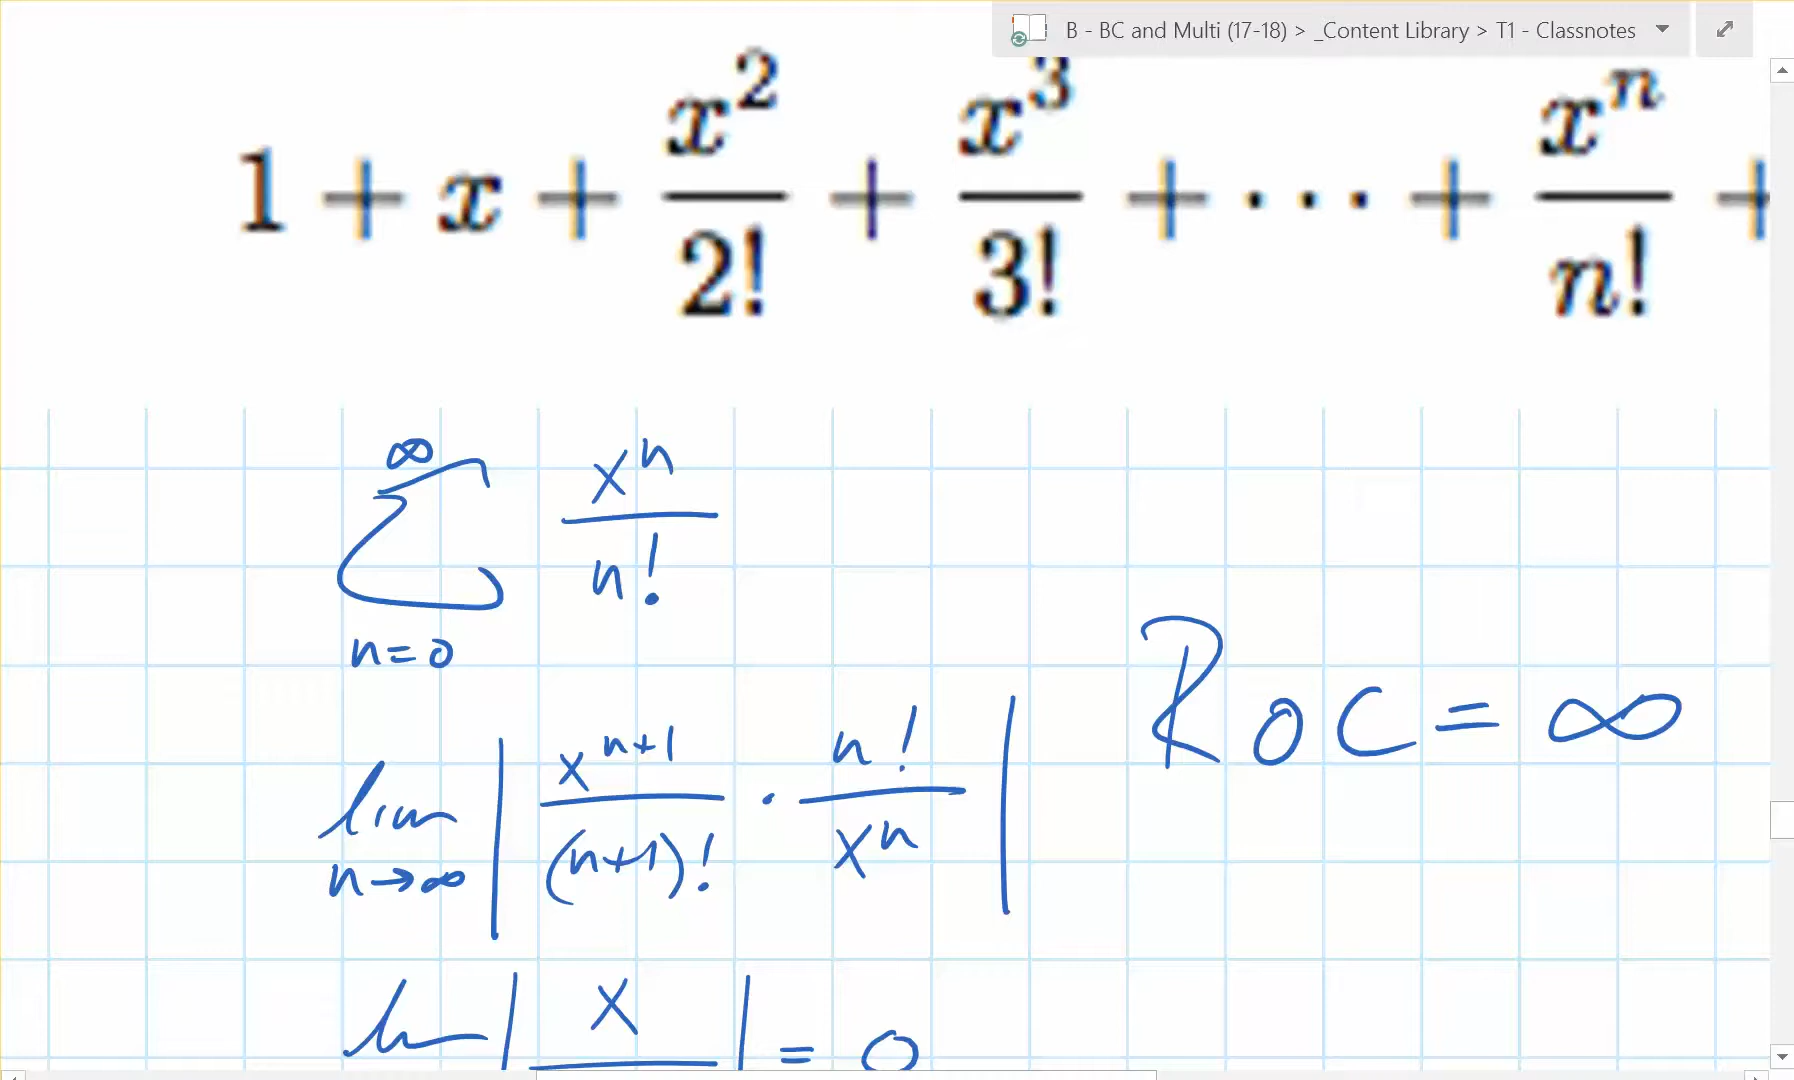 B - BC and Multi (17-18) > _Content Library > T1 - Classnotes
1 + x + x^2/2! + x^3/3! + ··· + x^n/n! +
∞
Σ x^n/n!
n=0
ROC = ∞
lim | x^{n+1}/(n+1)! · n!/x^n |
n→∞
| x | = 0